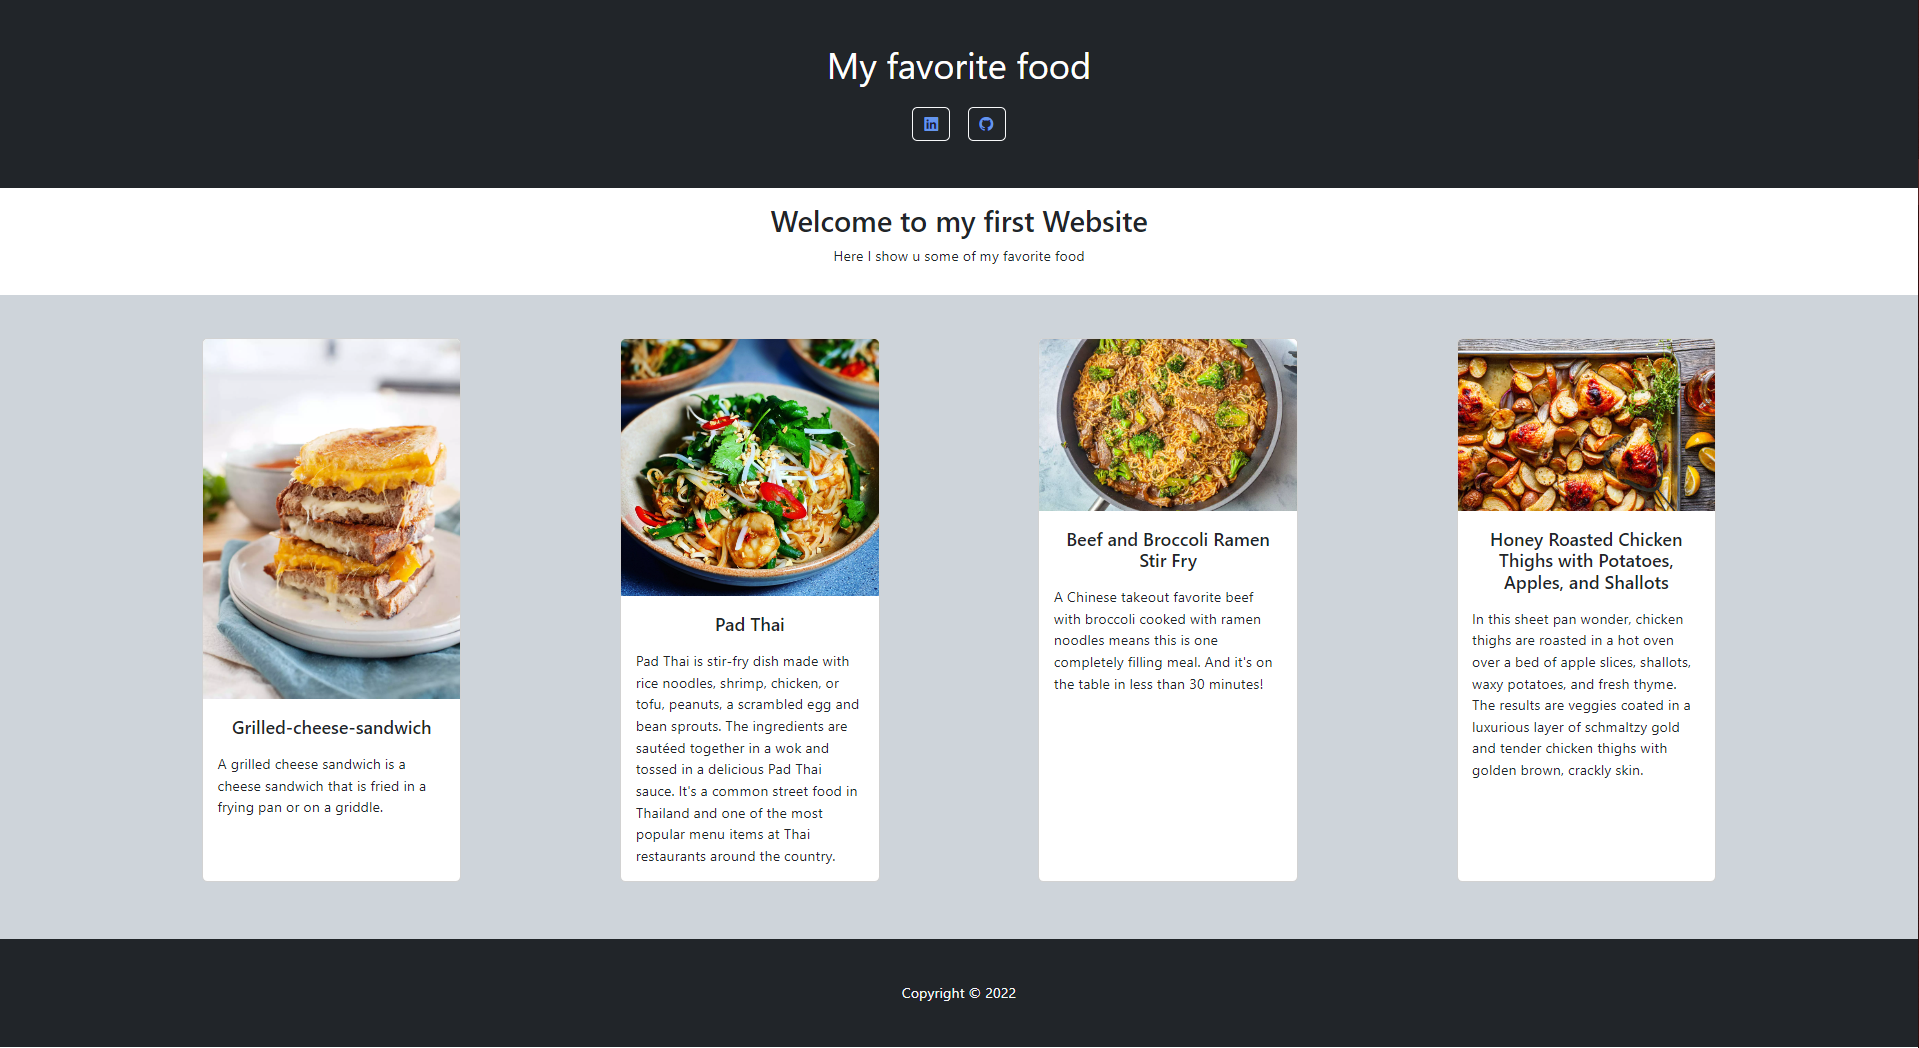 My favorite food
Welcome to my first Website
Here I show u some of my favorite food
Grilled-cheese-sandwich
A grilled cheese sandwich is a
cheese sandwich that is fried in a
frying pan or on a griddle.
Pad Thai
Pad Thai is stir-fry dish made with
rice noodles, shrimp, chicken, or
tofu, peanuts, a scrambled egg and
bean sprouts. The ingredients are
sautéed together in a wok and
tossed in a delicious Pad Thai
sauce. It's a common street food in
Thailand and one of the most
popular menu items at Thai
restaurants around the country.
Beef and Broccoli Ramen
Stir Fry
A Chinese takeout favorite beef
with broccoli cooked with ramen
noodles means this is one
completely filling meal. And it's on
the table in less than 30 minutes!
Honey Roasted Chicken
Thighs with Potatoes,
Apples, and Shallots
In this sheet pan wonder, chicken
thighs are roasted in a hot oven
over a bed of apple slices, shallots,
waxy potatoes, and fresh thyme.
The results are veggies coated in a
luxurious layer of schmaltzy gold
and tender chicken thighs with
golden brown, crackly skin.
Copyright © 2022